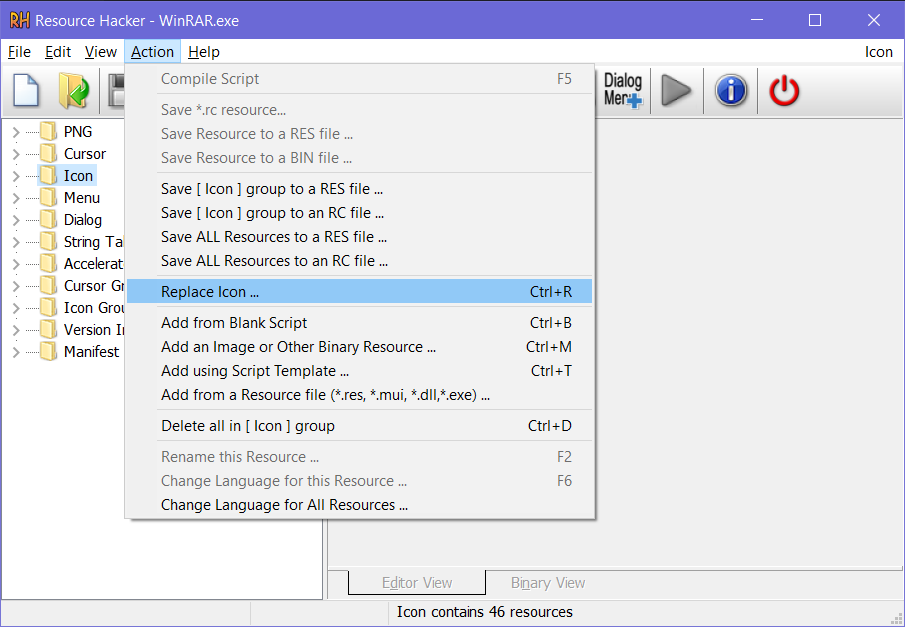 RH Resource Hacker - WinRAR.exe
File Edit View Action Help Icon
Dialog
Menu
PNG
Cursor
Icon
Menu
Dialog
String Ta
Accelerat
Cursor Gr
Icon Grou
Version In
Manifest
Compile Script F5
Save *.rc resource...
Save Resource to a RES file ...
Save Resource to a BIN file ...
Save [ Icon ] group to a RES file ...
Save [ Icon ] group to an RC file ...
Save ALL Resources to a RES file ...
Save ALL Resources to an RC file ...
Replace Icon ... Ctrl+R
Add from Blank Script Ctrl+B
Add an Image or Other Binary Resource ... Ctrl+M
Add using Script Template ... Ctrl+T
Add from a Resource file (*.res, *.mui, *.dll,*.exe) ...
Delete all in [ Icon ] group Ctrl+D
Rename this Resource ... F2
Change Language for this Resource ... F6
Change Language for All Resources ...
Editor View Binary View
Icon contains 46 resources